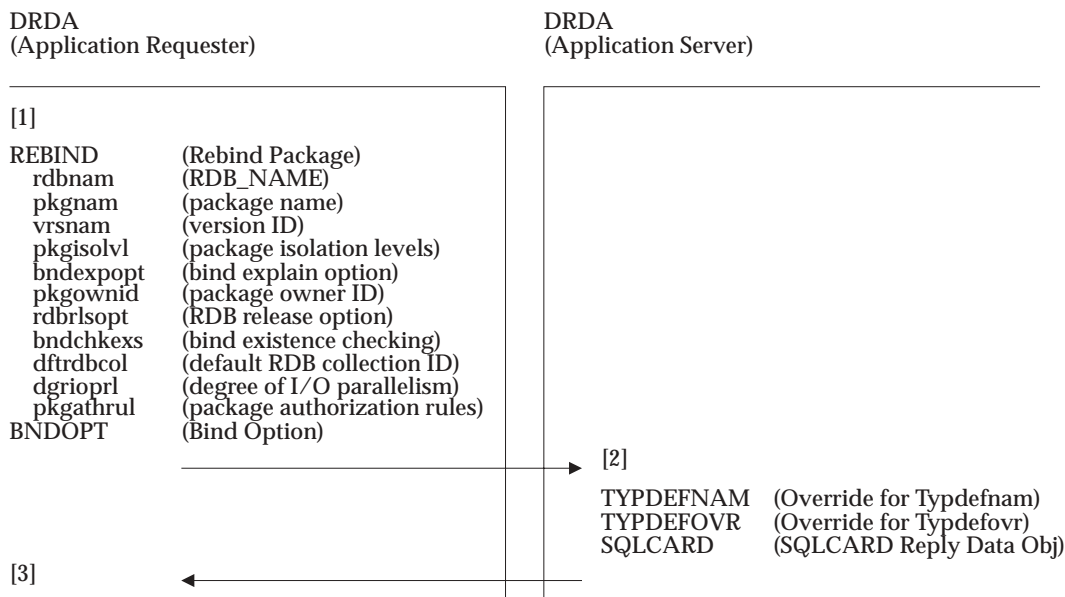 DRDA
(Application Requester)
DRDA
(Application Server)
[1]
REBIND (Rebind Package)
rdbnam (RDB_NAME)
pkgnam (package name)
vrsnam (version ID)
pkgisolvl (package isolation levels)
bndexpopt (bind explain option)
pkgownid (package owner ID)
rdbrlsopt (RDB release option)
bndchkexs (bind existence checking)
dftrdbcol (default RDB collection ID)
dgrioprl (degree of I/O parallelism)
pkgathrul (package authorization rules)
BNDOPT (Bind Option)
[2]
TYPDEFNAM (Override for Typdefnam)
TYPDEFOVR (Override for Typdefovr)
SQLCARD (SQLCARD Reply Data Obj)
[3]